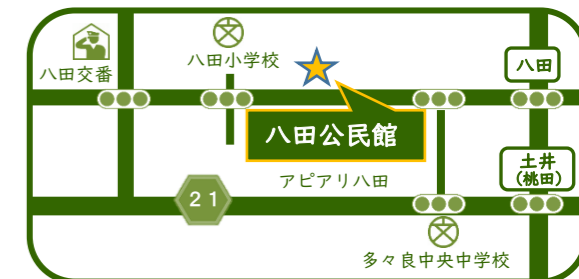 八田交番
八田小学校
八田
八田公民館
土井
(桃田)
アピアリ八田
21
多々良中央中学校